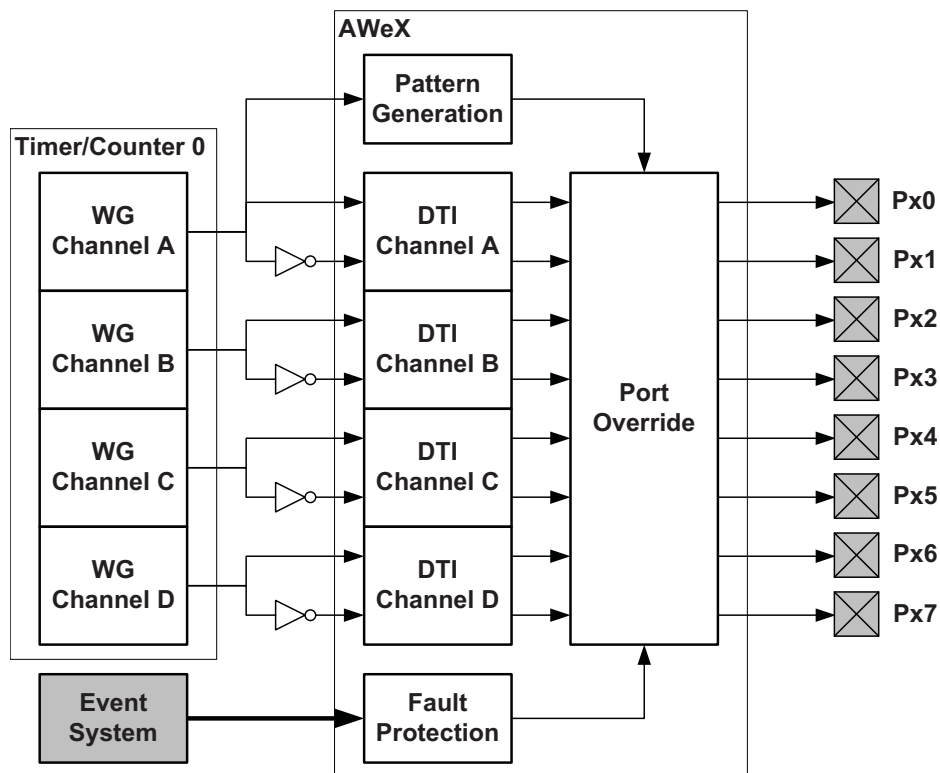 AWeX
Pattern
Generation
Timer/Counter 0
WG
Channel A
DTI
Channel A
Px0
Px1
WG
Channel B
DTI
Channel B
Px2
Px3
Port
Override
WG
Channel C
DTI
Channel C
Px4
Px5
WG
Channel D
DTI
Channel D
Px6
Px7
Event
System
Fault
Protection